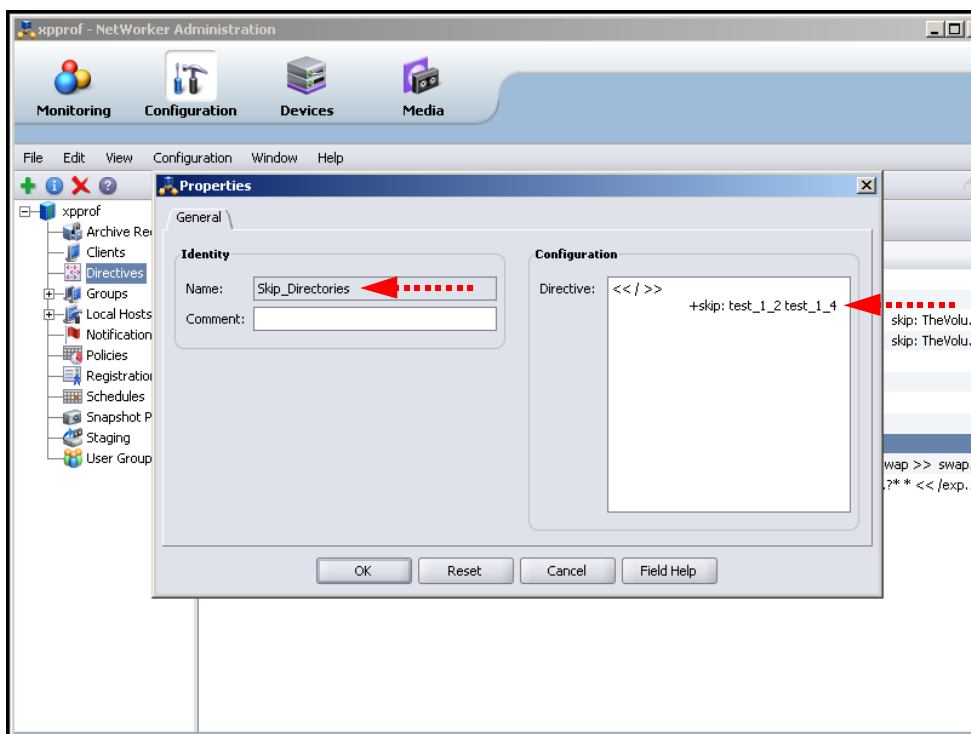 xpprof - NetWorker Administration
Monitoring Configuration Devices Media
File Edit View Configuration Window Help
xpprof
Archive Re
Clients
Directives
Groups
Local Hosts
Notification
Policies
Registration
Schedules
Snapshot P
Staging
User Group
Properties
General
Identity
Name: Skip_Directories
Comment:
Configuration
Directive: << / >>
+skip: test_1_2 test_1_4
OK Reset Cancel Field Help
skip: TheVolu.
skip: TheVolu.
wap >> swap.
.?* * << /exp..